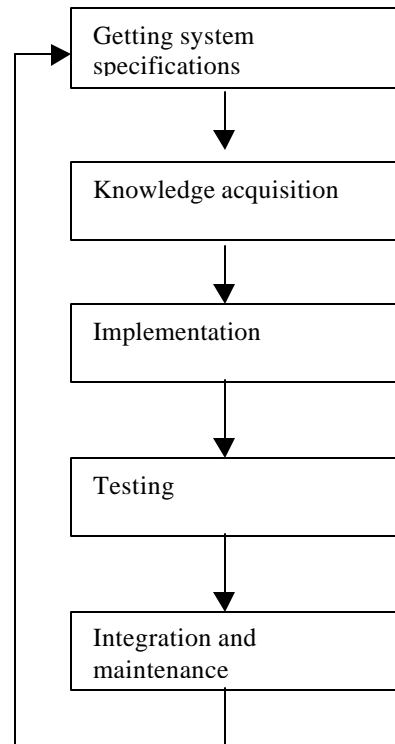 Getting system
specifications
Knowledge acquisition
Implementation
Testing
Integration and
maintenance